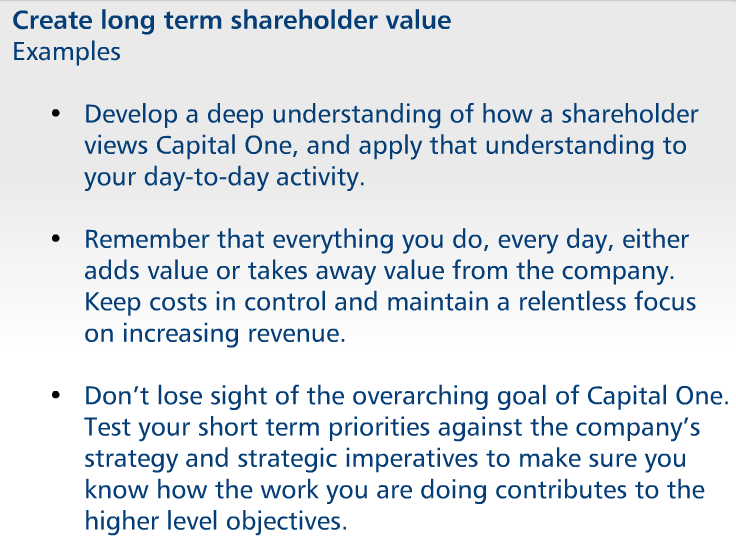 Create long term shareholder value
Examples
• Develop a deep understanding of how a shareholder
views Capital One, and apply that understanding to
your day-to-day activity.
• Remember that everything you do, every day, either
adds value or takes away value from the company.
Keep costs in control and maintain a relentless focus
on increasing revenue.
• Don’t lose sight of the overarching goal of Capital One.
Test your short term priorities against the company’s
strategy and strategic imperatives to make sure you
know how the work you are doing contributes to the
higher level objectives.